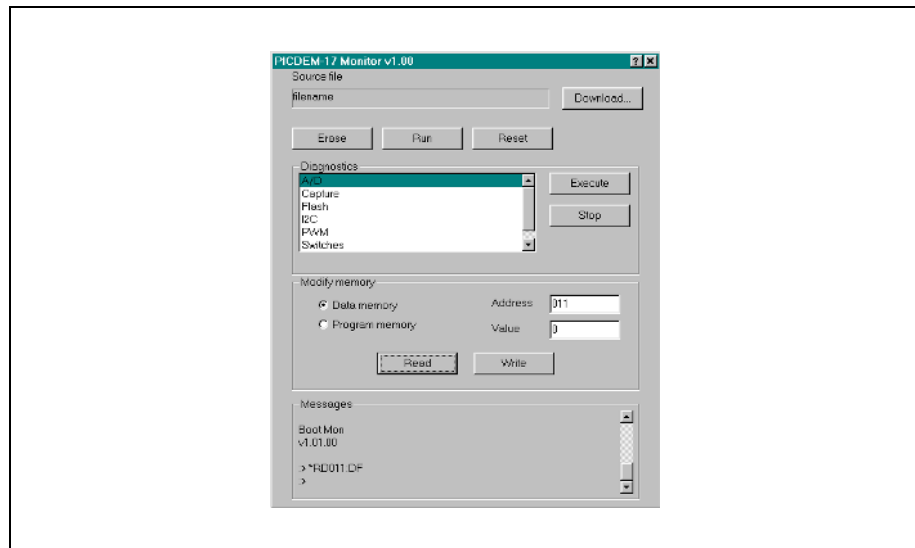 PICDEM-17 Monitor v1.00
Source file
filename
Download...
Erase
Run
Reset
Diagnostics
A/D
Capture
Flash
I2C
PWM
Switches
Execute
Stop
Modify memory
Data memory
Program memory
Address
011
Value
0
Read
Write
Messages
Boot Mon
v1.01.00
:> *RD011:DF
:>